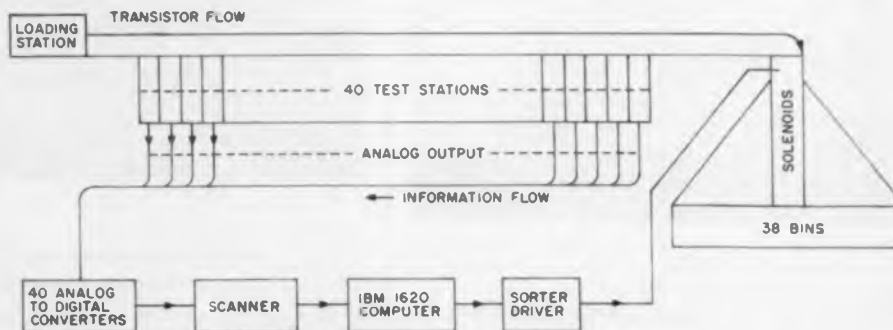 TRANSISTOR FLOW
LOADING
STATION
40 TEST STATIONS
ANALOG OUTPUT
INFORMATION FLOW
SOLENOIDS
38 BINS
40 ANALOG
TO DIGITAL
CONVERTERS
SCANNER
IBM 1620
COMPUTER
SORTER
DRIVER